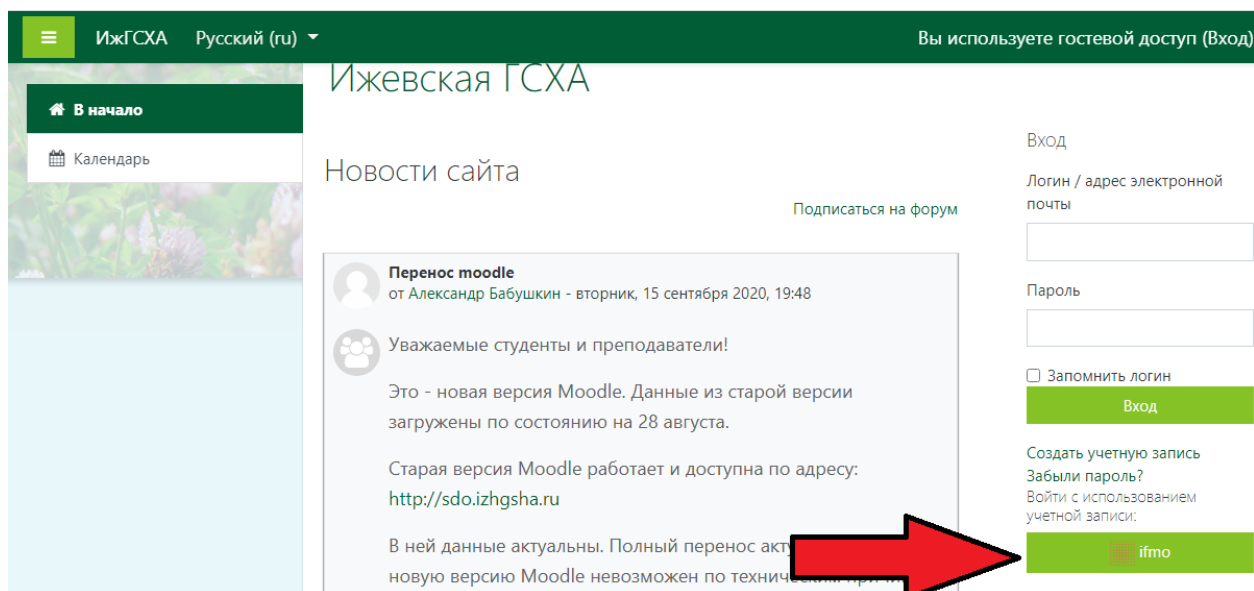 ИжГСХА Русский (ru)
Вы используете гостевой доступ (Вход)
В начало
Календарь
Ижевская ГСХА
Новости сайта
Подписаться на форум
Перенос moodle
от Александр Бабушкин - вторник, 15 сентября 2020, 19:48
Уважаемые студенты и преподаватели!
Это - новая версия Moodle. Данные из старой версии
загружены по состоянию на 28 августа.
Старая версия Moodle работает и доступна по адресу:
http://sdo.izhgsha.ru
В ней данные актуальны. Полный перенос
новую версию Moodle невозможен по
Вход
Логин / адрес электронной
почты
Пароль
Запомнить логин
Вход
Создать учетную запись
Забыли пароль?
Войти с использованием
учетной записи:
ifmo